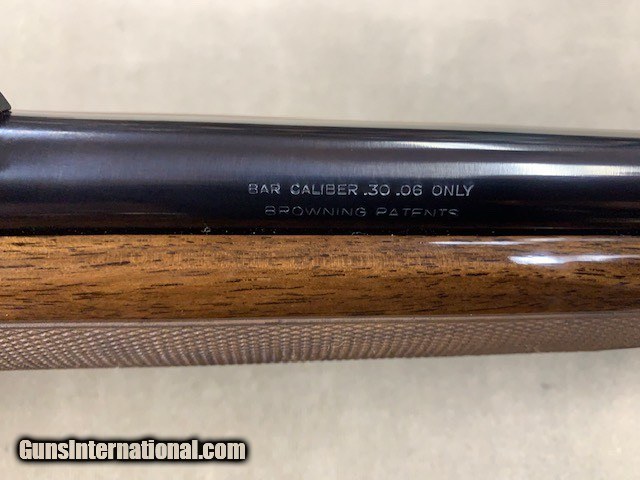 BAR CALIBER .30 .06 ONLY
BROWNING PATENTS
GunsInternational.com